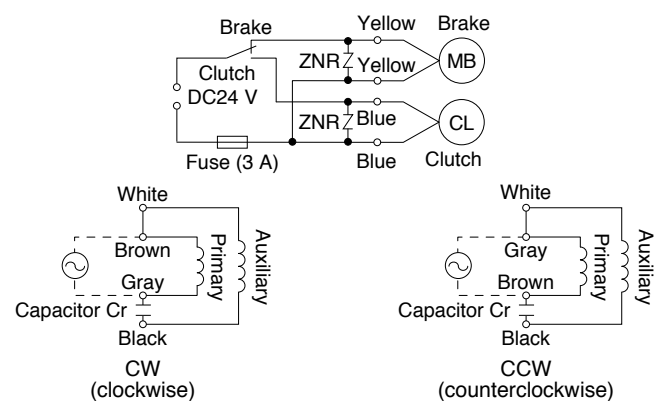 Brake
Yellow
Brake
ZNR
Yellow
MB
Clutch
DC24 V
ZNR
Blue
CL
Fuse (3 A)
Blue
Clutch
White
Brown
Primary
Auxiliary
Gray
Capacitor Cr
Black
CW
(clockwise)
White
Gray
Primary
Auxiliary
Brown
Capacitor Cr
Black
CCW
(counterclockwise)